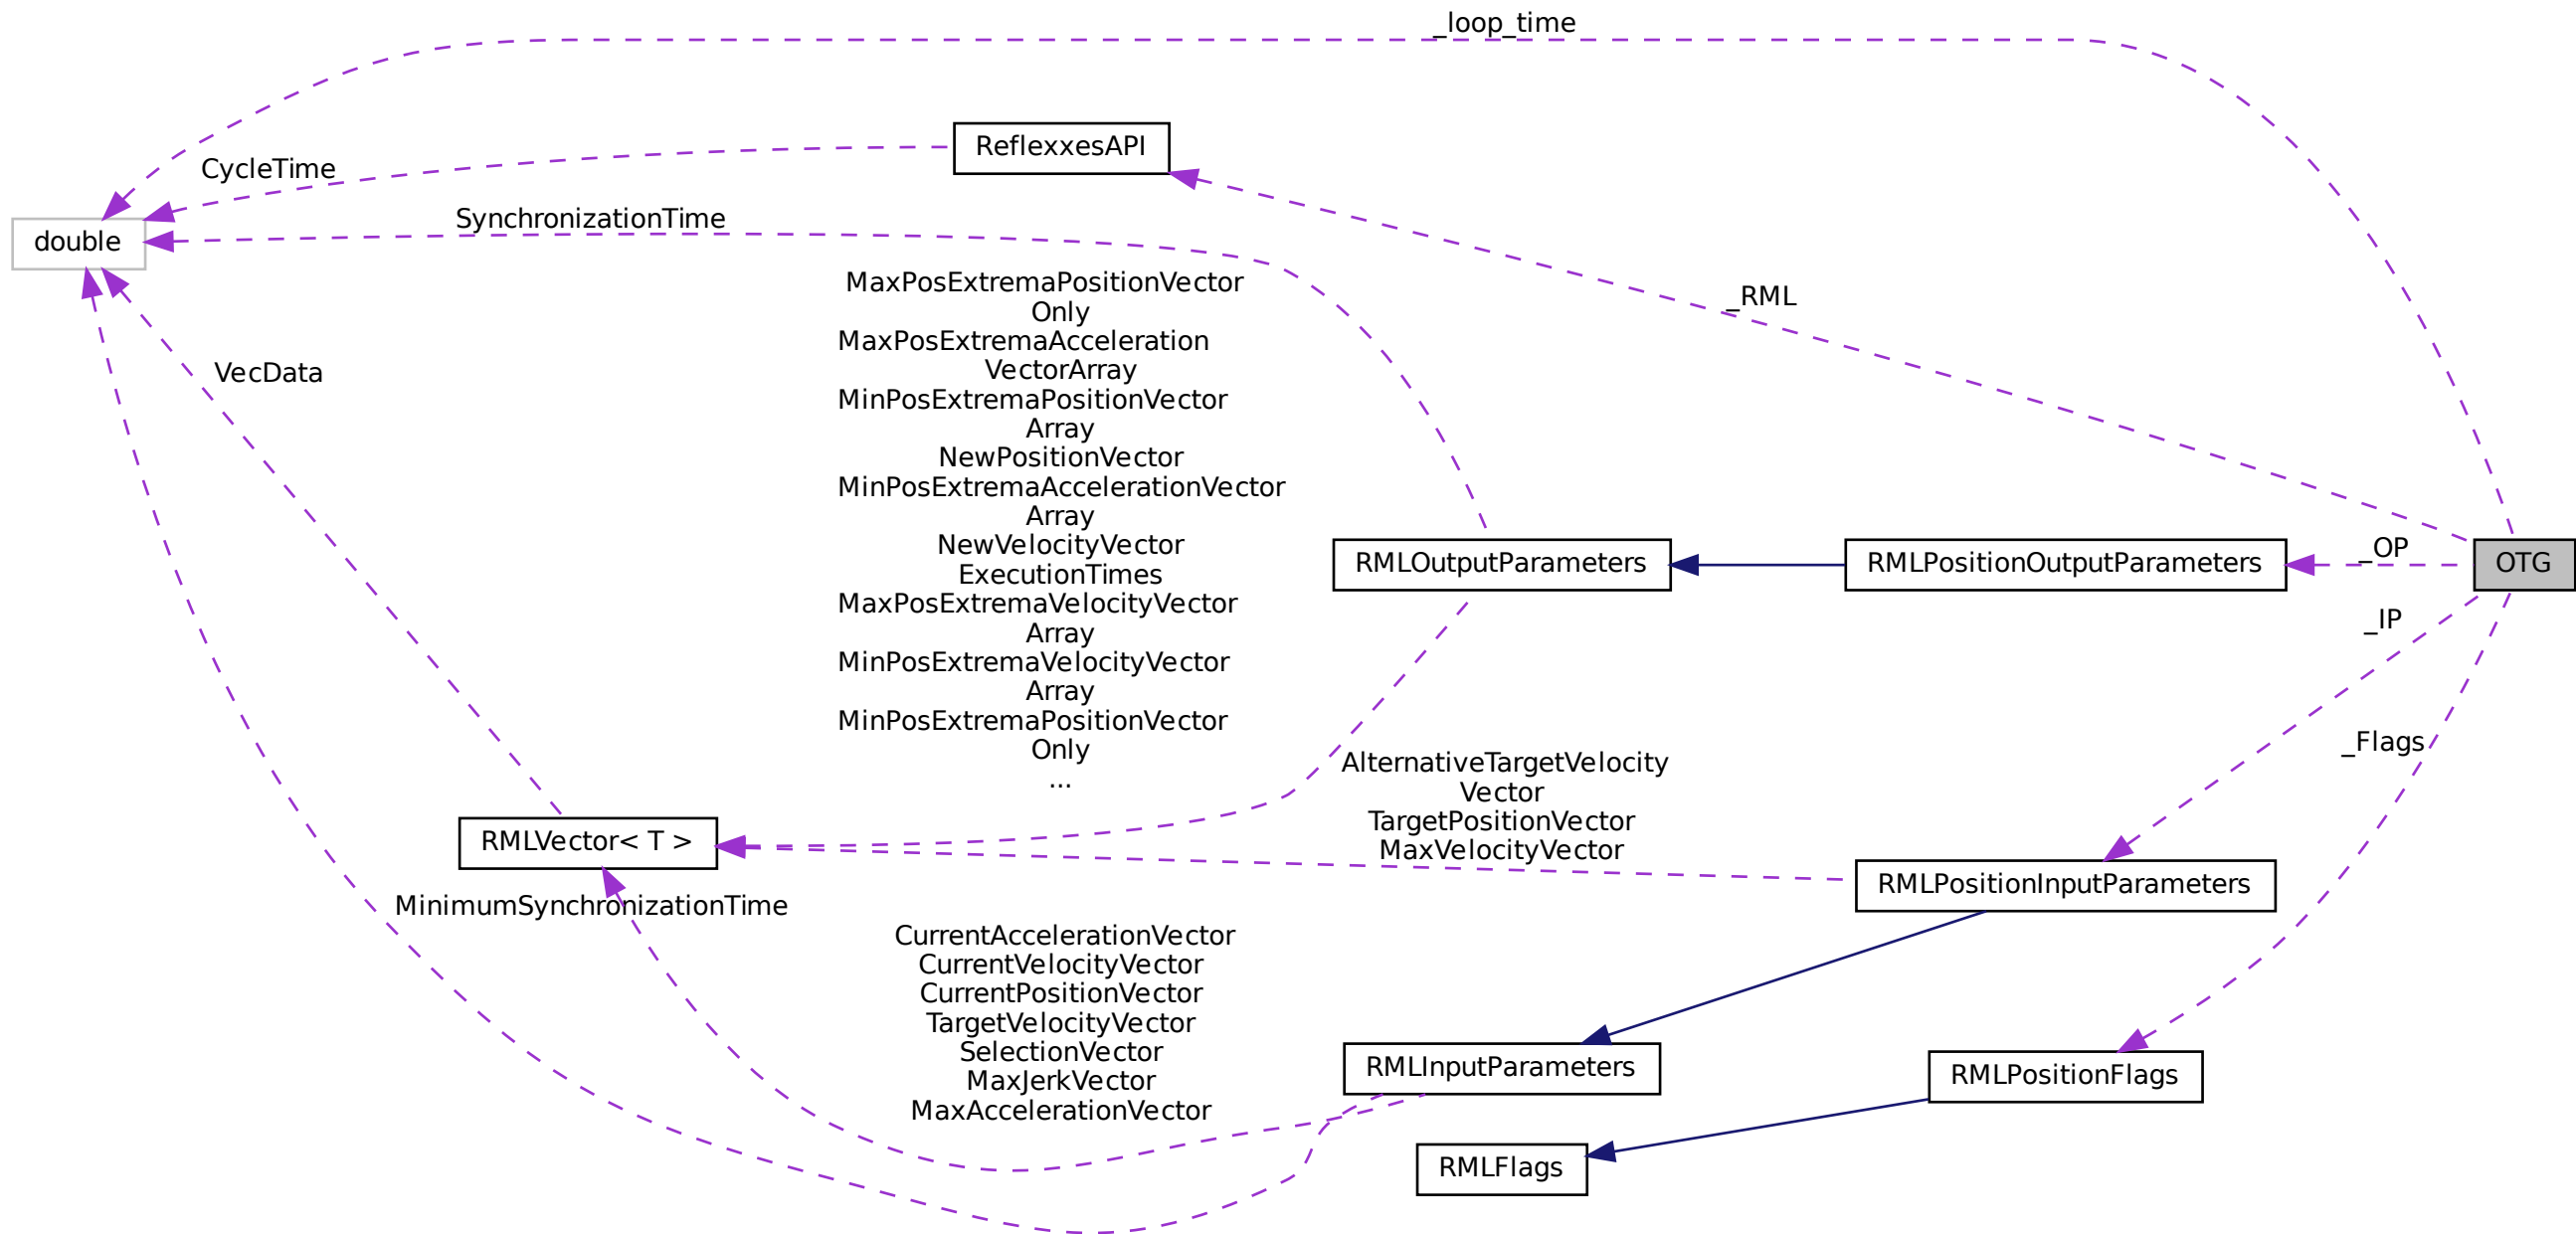 _loop_time
ReflexxesAPI
CycleTime
SynchronizationTime
double
MaxPosExtremaPositionVector
Only
MaxPosExtremaAcceleration
VectorArray
MinPosExtremaPositionVector
Array
NewPositionVector
MinPosExtremaAccelerationVector
Array
NewVelocityVector
ExecutionTimes
MaxPosExtremaVelocityVector
Array
MinPosExtremaVelocityVector
Array
MinPosExtremaPositionVector
Only
...
_RML
VecData
RMLOutputParameters
RMLPositionOutputParameters
_OP
OTG
_IP
_Flags
AlternativeTargetVelocity
Vector
TargetPositionVector
MaxVelocityVector
RMLVector< T >
RMLPositionInputParameters
MinimumSynchronizationTime
CurrentAccelerationVector
CurrentVelocityVector
CurrentPositionVector
TargetVelocityVector
SelectionVector
MaxJerkVector
MaxAccelerationVector
RMLInputParameters
RMLPositionFlags
RMLFlags